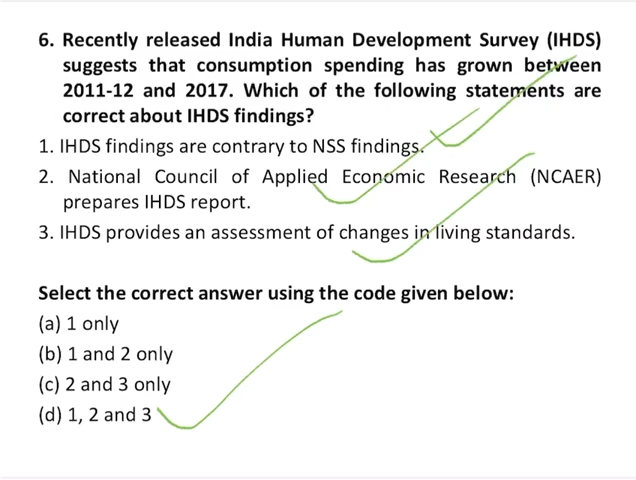 6. Recently released India Human Development Survey (IHDS)
suggests that consumption spending has grown between
2011-12 and 2017. Which of the following statements are
correct about IHDS findings?
1. IHDS findings are contrary to NSS findings.
2. National Council of Applied Economic Research (NCAER)
prepares IHDS report.
3. IHDS provides an assessment of changes in living standards.
Select the correct answer using the code given below:
(a) 1 only
(b) 1 and 2 only
(c) 2 and 3 only
(d) 1, 2 and 3